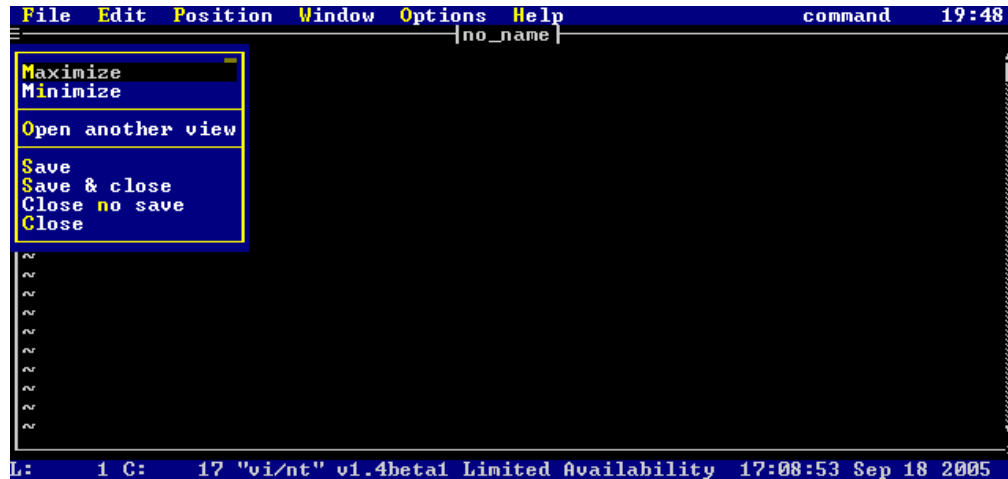 File Edit Position Window Options Help command 19:48
no_name
Maximize
Minimize
Open another view
Save
Save & close
Close no save
Close
~
~
~
~
~
~
~
~
~
~
L: 1 C: 17 "vi/nt" v1.4beta1 Limited Availability 17:08:53 Sep 18 2005